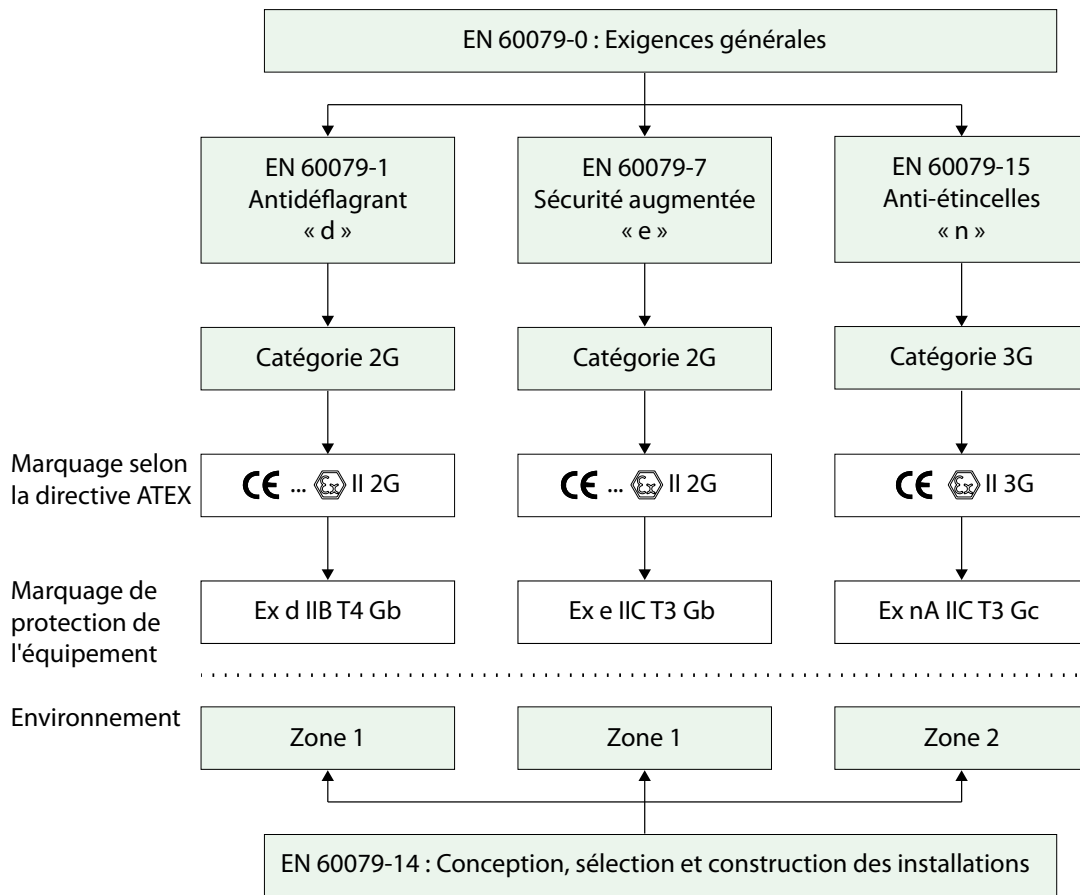 EN 60079-0 : Exigences générales
EN 60079-1
Antidéflagrant
« d »
EN 60079-7
Sécurité augmentée
« e »
EN 60079-15
Anti-étincelles
« n »
Catégorie 2G
Catégorie 2G
Catégorie 3G
Marquage selon
la directive ATEX
CE ... Ex II 2G
CE ... Ex II 2G
CE Ex II 3G
Marquage de
protection de
l'équipement
Ex d IIB T4 Gb
Ex e IIC T3 Gb
Ex nA IIC T3 Gc
Environnement
Zone 1
Zone 1
Zone 2
EN 60079-14 : Conception, sélection et construction des installations